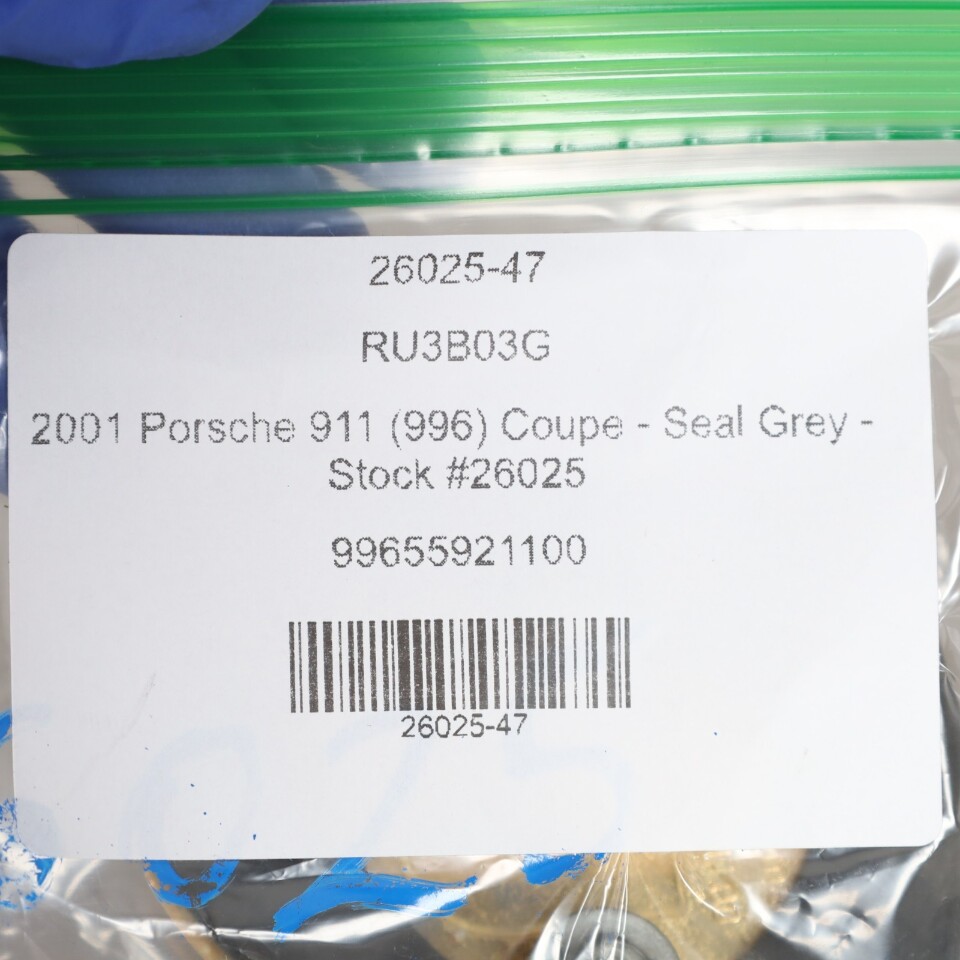 26025-47
RU3B03G
2001 Porsche 911 (996) Coupe - Seal Grey -
Stock #26025
99655921100
26025-47